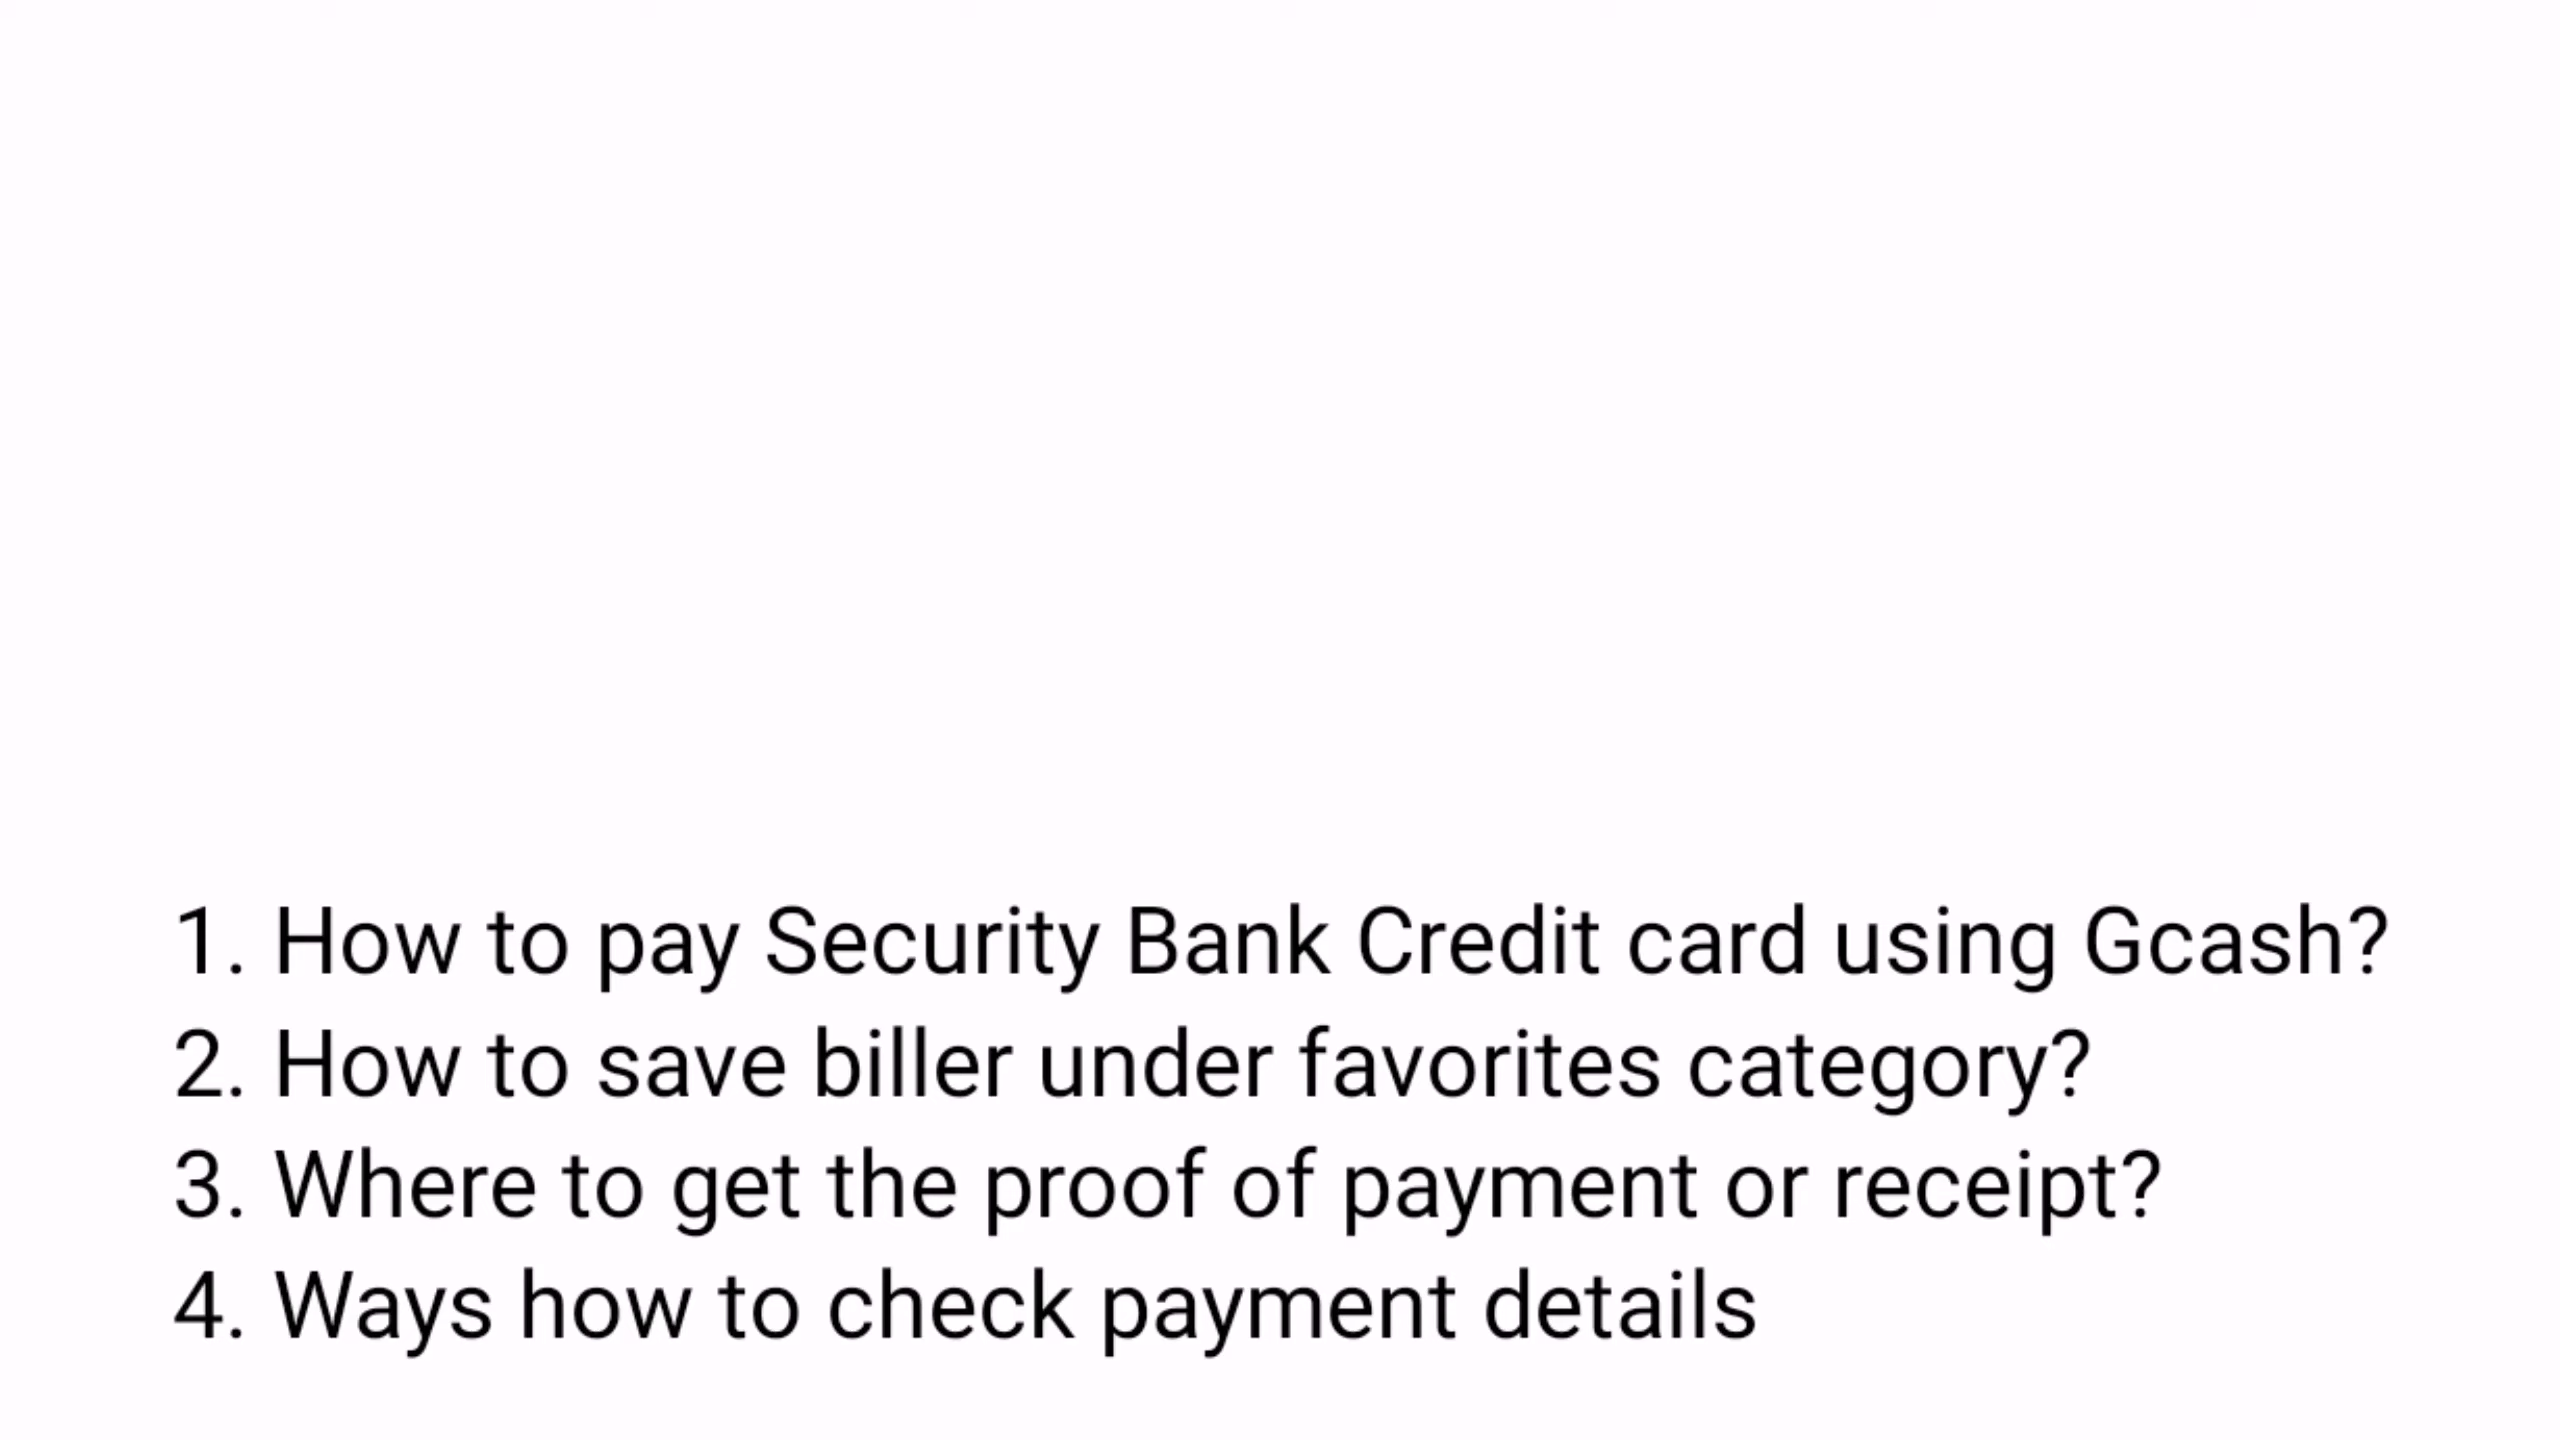 1. How to pay Security Bank Credit card using Gcash?
2. How to save biller under favorites category?
3. Where to get the proof of payment or receipt?
4. Ways how to check payment details